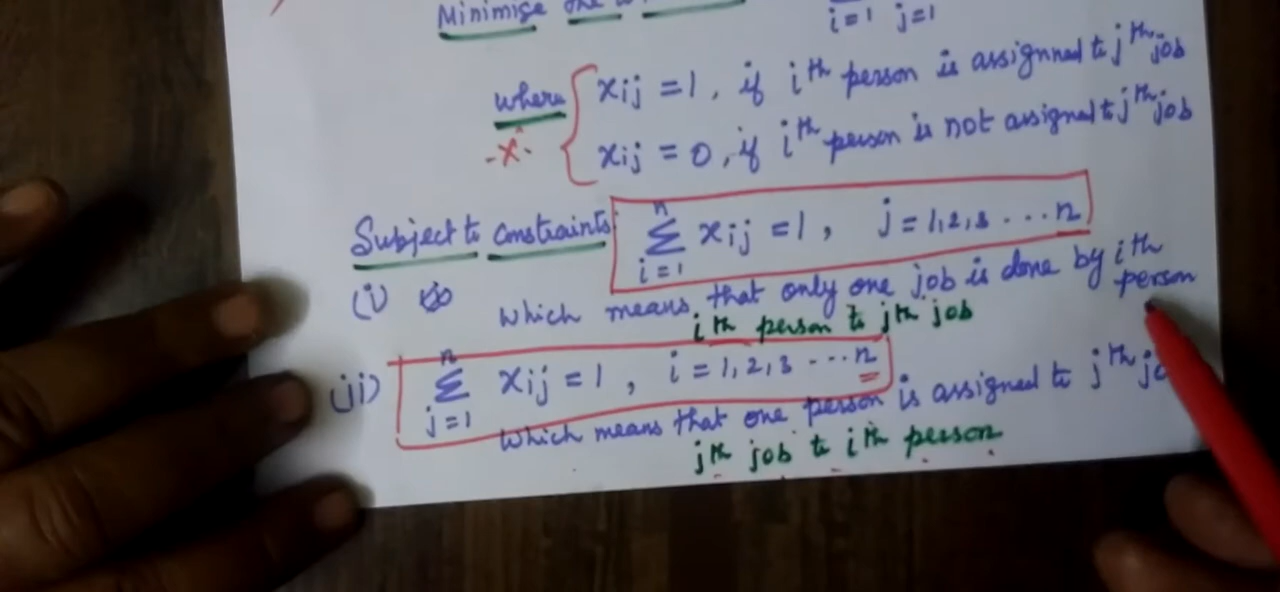 Minimise the
i=1 j=1
where xij = 1, if ith person is assignned to jth job
-x- xij = 0, if ith person is not assigned to jth job
Subject to constraints n Σ i=1 xij = 1, j = 1,2,3 ... n
(i) which means that only one job is done by ith person
ith person to jth job
(ii) n Σ j=1 xij = 1, i = 1,2,3 ... n
which means that one person is assigned to jth
jth job to ith person